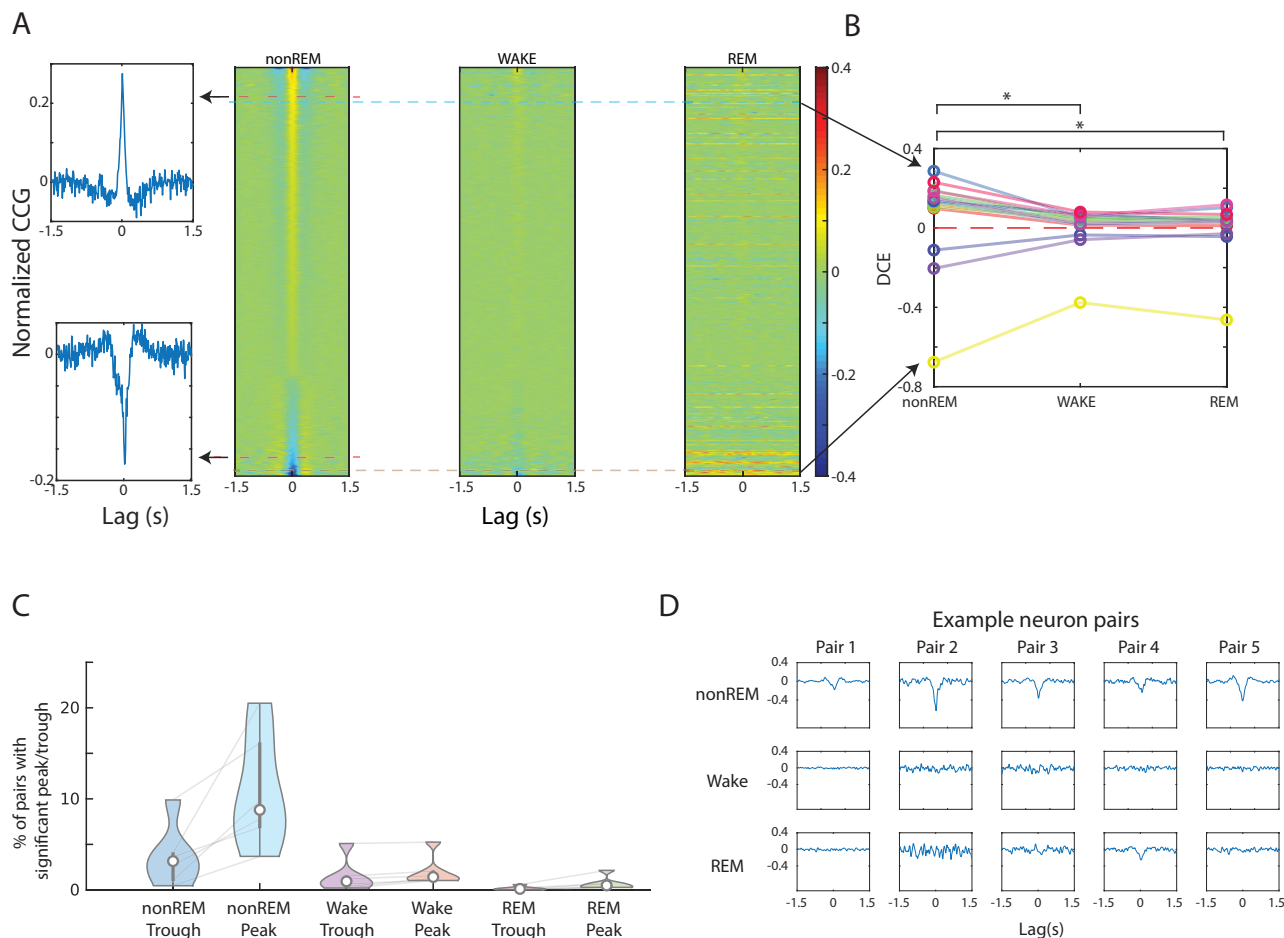 A
B
nonREM
WAKE
REM
Normalized CCG
0.2
0
-1.5
0
1.5
0
-0.2
-1.5
0
1.5
Lag (s)
-1.5
0
1.5
-1.5
0
1.5
-1.5
0
1.5
Lag (s)
0.4
0.2
0
-0.2
-0.4
*
*
DCE
0.4
0
-0.4
-0.8
nonREM
WAKE
REM
C
% of pairs with
significant peak/trough
20
10
0
nonREM
Trough
nonREM
Peak
Wake
Trough
Wake
Peak
REM
Trough
REM
Peak
D
Example neuron pairs
Pair 1
Pair 2
Pair 3
Pair 4
Pair 5
nonREM
0.4
0
-0.4
Wake
0.4
0
-0.4
REM
0.4
0
-0.4
-1.5
0
1.5
-1.5
0
1.5
-1.5
0
1.5
-1.5
0
1.5
-1.5
0
1.5
Lag(s)